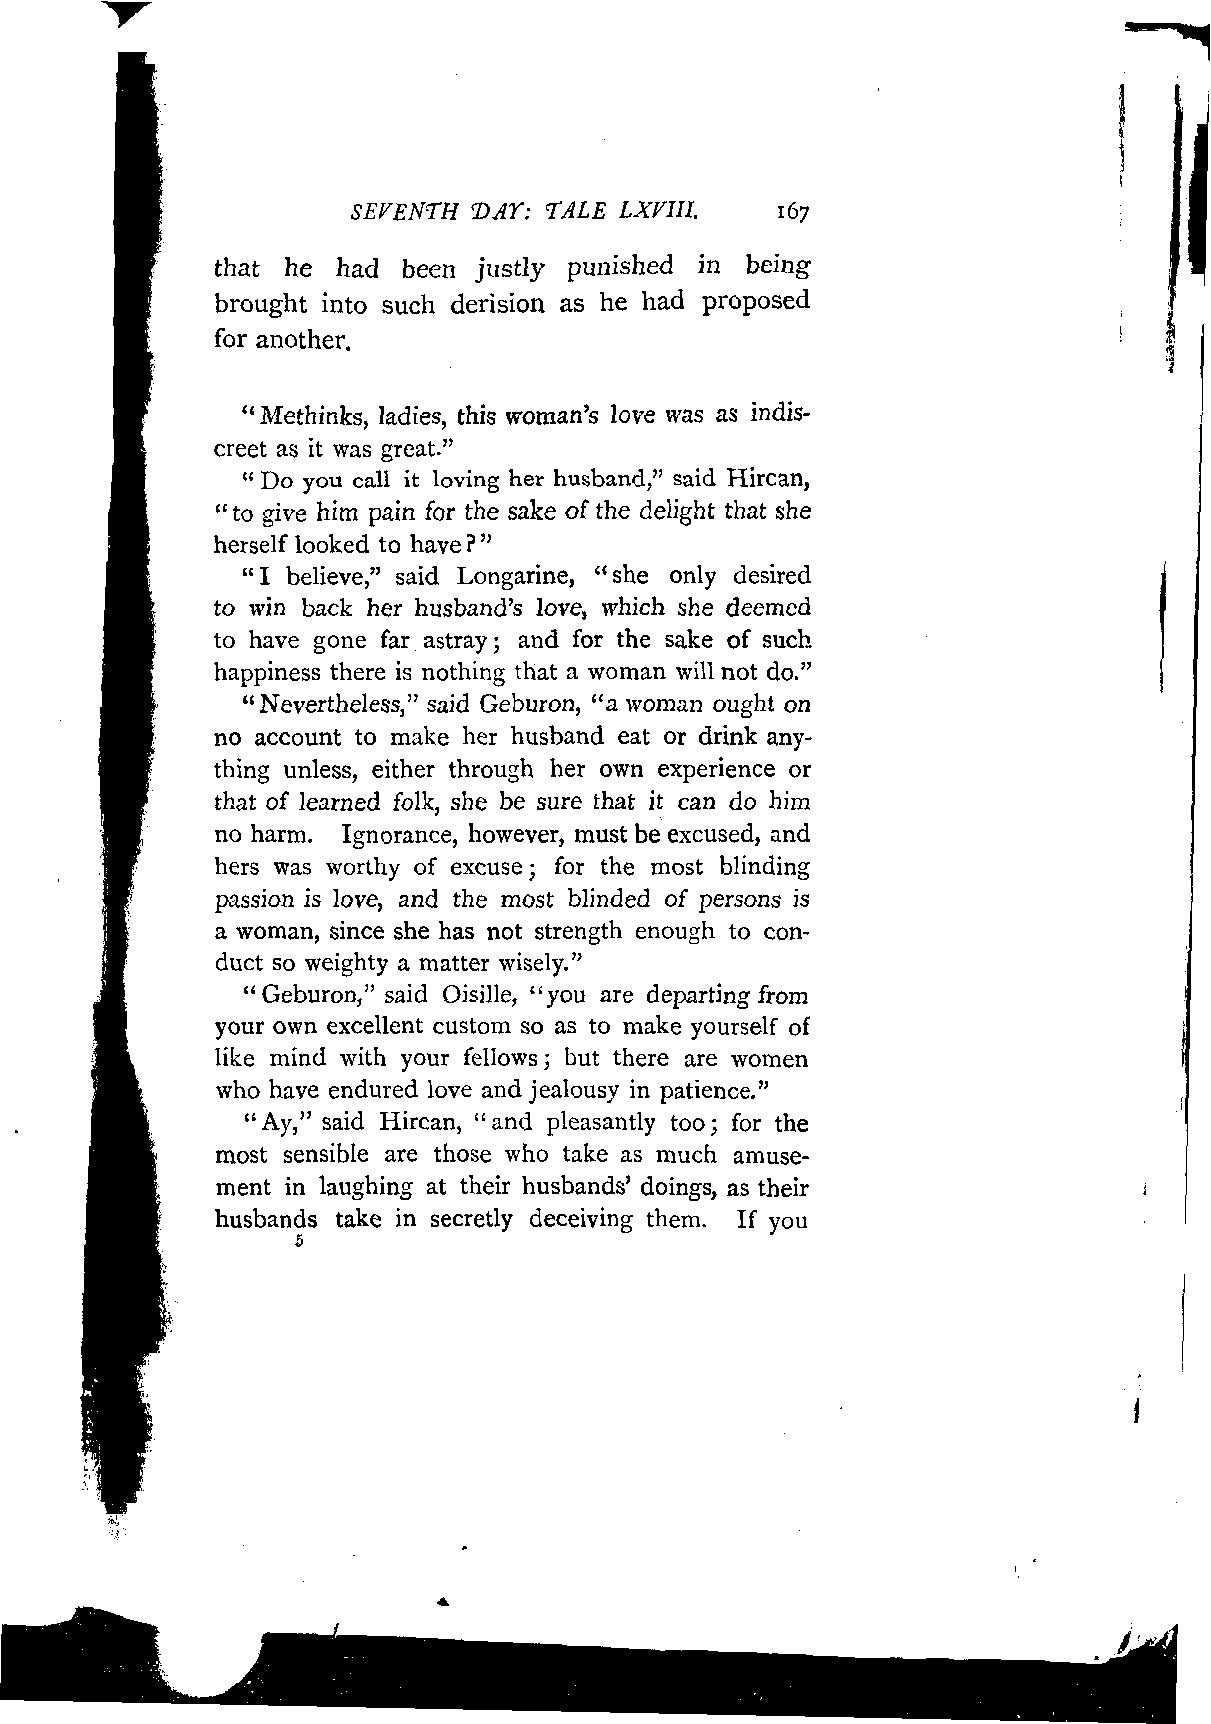 SEVENTH DAY: TALE LXVIII. 167
that he had been justly punished in being
brought into such derision as he had proposed
for another.
“Methinks, ladies, this woman’s love was as indis-
creet as it was great.”
“Do you call it loving her husband,” said Hircan,
“to give him pain for the sake of the delight that she
herself looked to have?”
“I believe,” said Longarine, “she only desired
to win back her husband’s love, which she deemed
to have gone far astray; and for the sake of such
happiness there is nothing that a woman will not do.”
“Nevertheless,” said Geburon, “a woman ought on
no account to make her husband eat or drink any-
thing unless, either through her own experience or
that of learned folk, she be sure that it can do him
no harm. Ignorance, however, must be excused, and
hers was worthy of excuse; for the most blinding
passion is love, and the most blinded of persons is
a woman, since she has not strength enough to con-
duct so weighty a matter wisely.”
“Geburon,” said Oisille, “you are departing from
your own excellent custom so as to make yourself of
like mind with your fellows; but there are women
who have endured love and jealousy in patience.”
“Ay,” said Hircan, “and pleasantly too; for the
most sensible are those who take as much amuse-
ment in laughing at their husbands’ doings, as their
husbands take in secretly deceiving them. If you
5